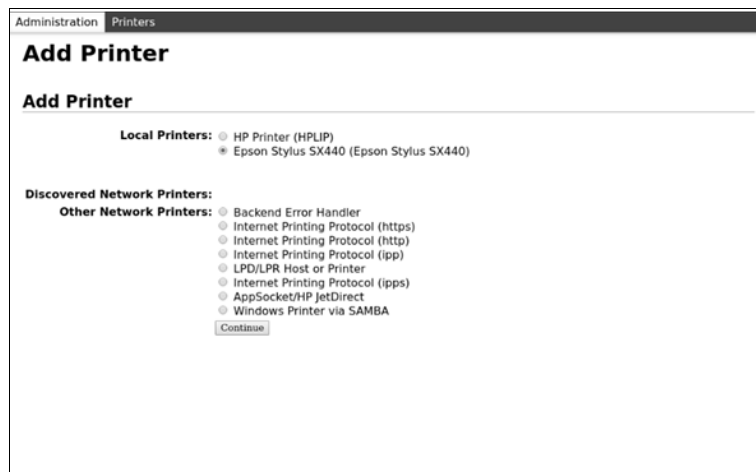 Administration Printers
Add Printer
Add Printer
Local Printers: HP Printer (HPLIP)
Epson Stylus SX440 (Epson Stylus SX440)
Discovered Network Printers:
Other Network Printers: Backend Error Handler
Internet Printing Protocol (https)
Internet Printing Protocol (http)
Internet Printing Protocol (ipp)
LPD/LPR Host or Printer
Internet Printing Protocol (ipps)
AppSocket/HP JetDirect
Windows Printer via SAMBA
Continue